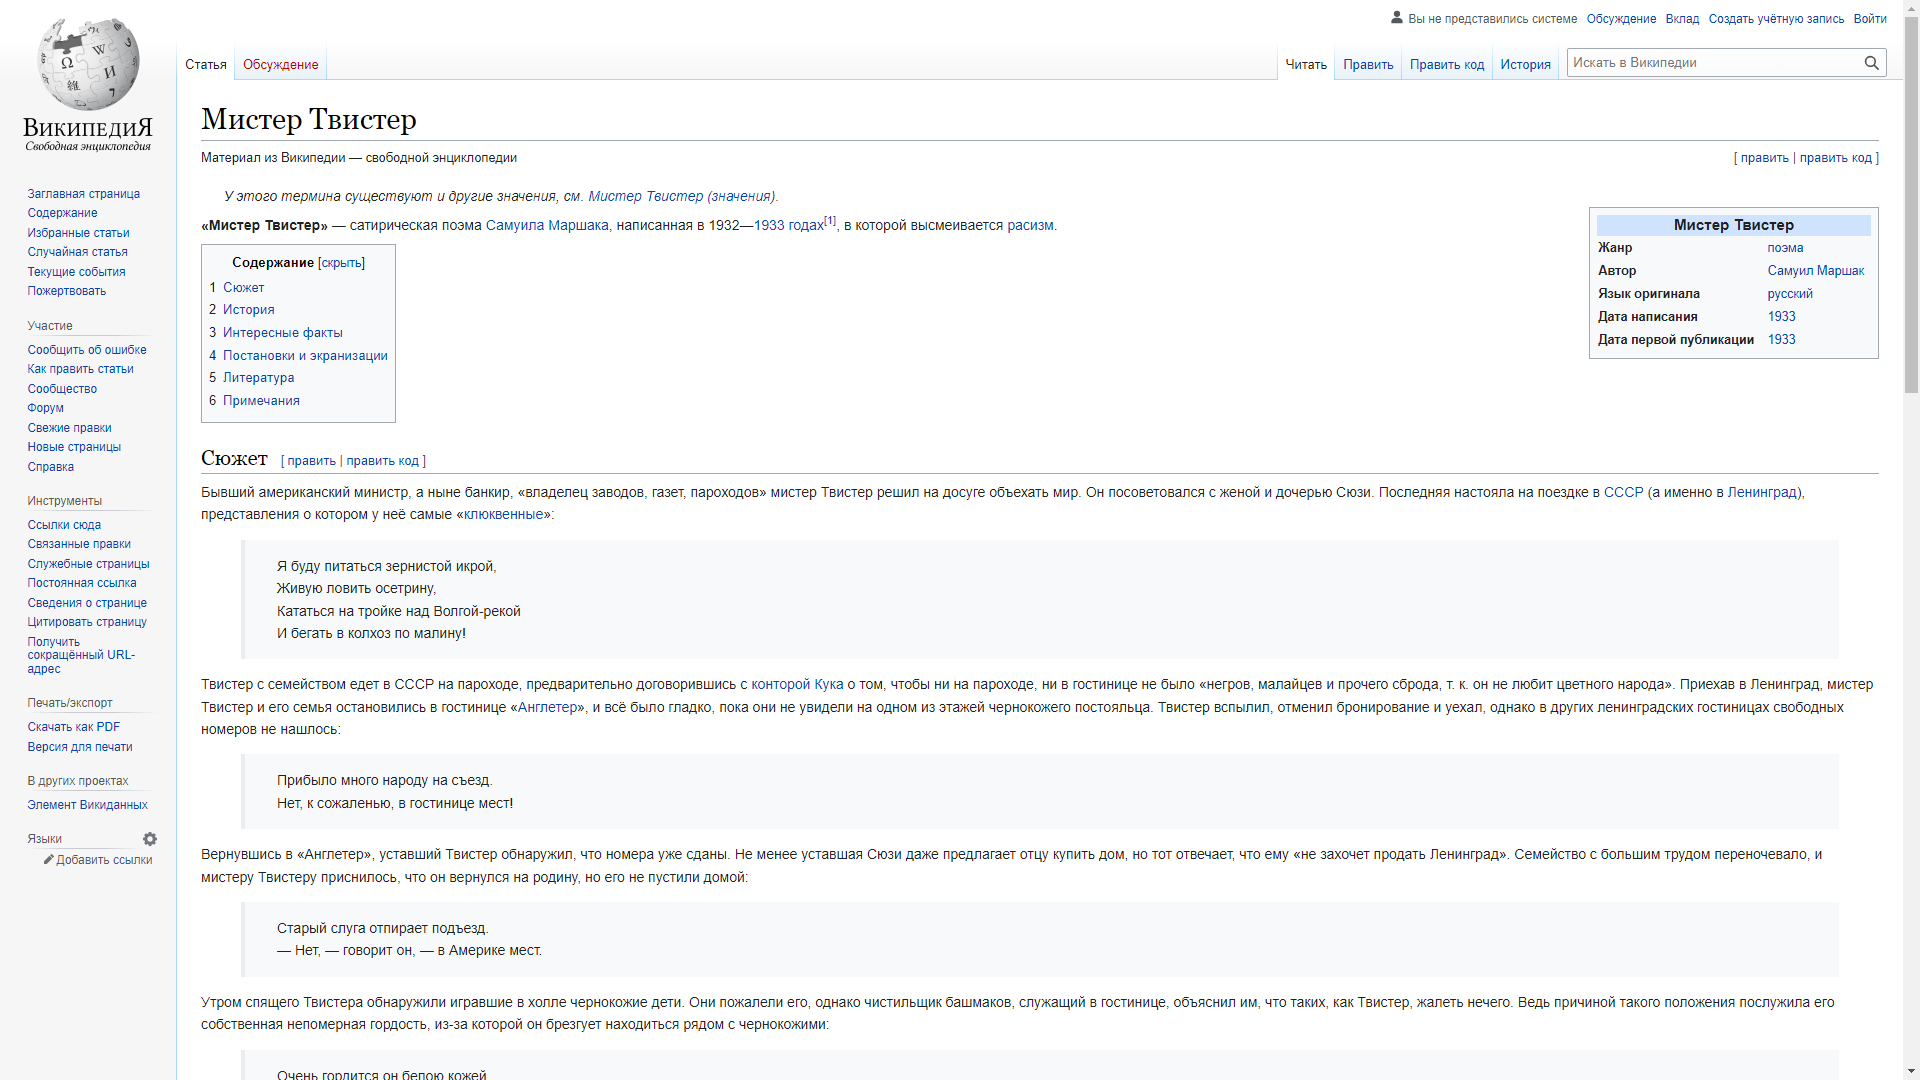 Вы не представились системе Обсуждение Вклад Создать учётную запись Войти
Статья Обсуждение Читать Править Править код История Искать в Википедии
ВикипедиЯ
Свободная энциклопедия
Заглавная страница
Содержание
Избранные статьи
Случайная статья
Текущие события
Пожертвовать
Участие
Сообщить об ошибке
Как править статьи
Сообщество
Форум
Свежие правки
Новые страницы
Справка
Инструменты
Ссылки сюда
Связанные правки
Служебные страницы
Постоянная ссылка
Сведения о странице
Цитировать страницу
Получить
сокращённый URL-
адрес
Печать/экспорт
Скачать как PDF
Версия для печати
В других проектах
Элемент Викиданных
Языки
Добавить ссылки
Мистер Твистер
Материал из Википедии — свободной энциклопедии [ править | править код ]
У этого термина существуют и другие значения, см. Мистер Твистер (значения).
«Мистер Твистер» — сатирическая поэма Самуила Маршака, написанная в 1932—1933 годах[1], в которой высмеивается расизм.
Мистер Твистер
Жанр поэма
Автор Самуил Маршак
Язык оригинала русский
Дата написания 1933
Дата первой публикации 1933
Содержание [скрыть]
1 Сюжет
2 История
3 Интересные факты
4 Постановки и экранизации
5 Литература
6 Примечания
Сюжет [ править | править код ]
Бывший американский министр, а ныне банкир, «владелец заводов, газет, пароходов» мистер Твистер решил на досуге объехать мир. Он посоветовался с женой и дочерью Сюзи. Последняя настояла на поездке в СССР (а именно в Ленинград),
представления о котором у неё самые «клюквенные»:
Я буду питаться зернистой икрой,
Живую ловить осетрину,
Кататься на тройке над Волгой-рекой
И бегать в колхоз по малину!
Твистер с семейством едет в СССР на пароходе, предварительно договорившись с конторой Кука о том, чтобы ни на пароходе, ни в гостинице не было «негров, малайцев и прочего сброда, т. к. он не любит цветного народа». Приехав в Ленинград, мистер
Твистер и его семья остановились в гостинице «Англетер», и всё было гладко, пока они не увидели на одном из этажей чернокожего постояльца. Твистер вспылил, отменил бронирование и уехал, однако в других ленинградских гостиницах свободных
номеров не нашлось:
Прибыло много народу на съезд.
Нет, к сожаленью, в гостинице мест!
Вернувшись в «Англетер», уставший Твистер обнаружил, что номера уже сданы. Не менее уставшая Сюзи даже предлагает отцу купить дом, но тот отвечает, что ему «не захочет продать Ленинград». Семейство с большим трудом переночевало, и
мистеру Твистеру приснилось, что он вернулся на родину, но его не пустили домой:
Старый слуга отпирает подъезд.
— Нет, — говорит он, — в Америке мест.
Утром спящего Твистера обнаружили игравшие в холле чернокожие дети. Они пожалели его, однако чистильщик башмаков, служащий в гостинице, объяснил им, что таких, как Твистер, жалеть нечего. Ведь причиной такого положения послужила его
собственная непомерная гордость, из-за которой он брезгует находиться рядом с чернокожими:
Очень гордится он белою кожей